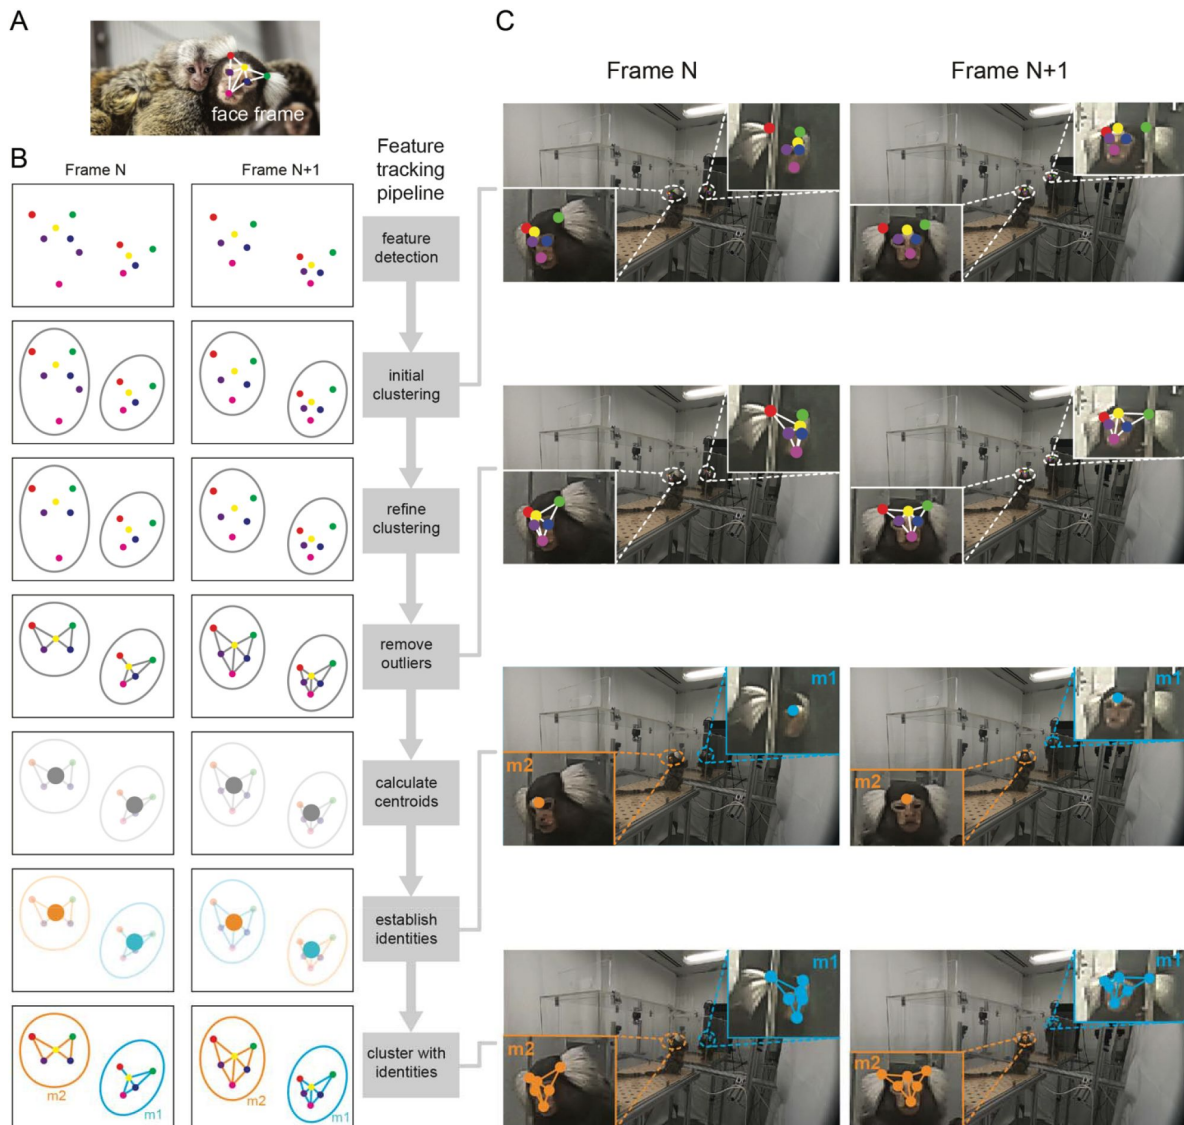 A
face frame
B
Frame N
Frame N+1
Feature
tracking
pipeline
feature
detection
initial
clustering
refine
clustering
remove
outliers
calculate
centroids
establish
identities
cluster with
identities
m2
m1
m2
m1
C
Frame N
Frame N+1
m1
m2
m1
m2
m1
m2
m1
m2